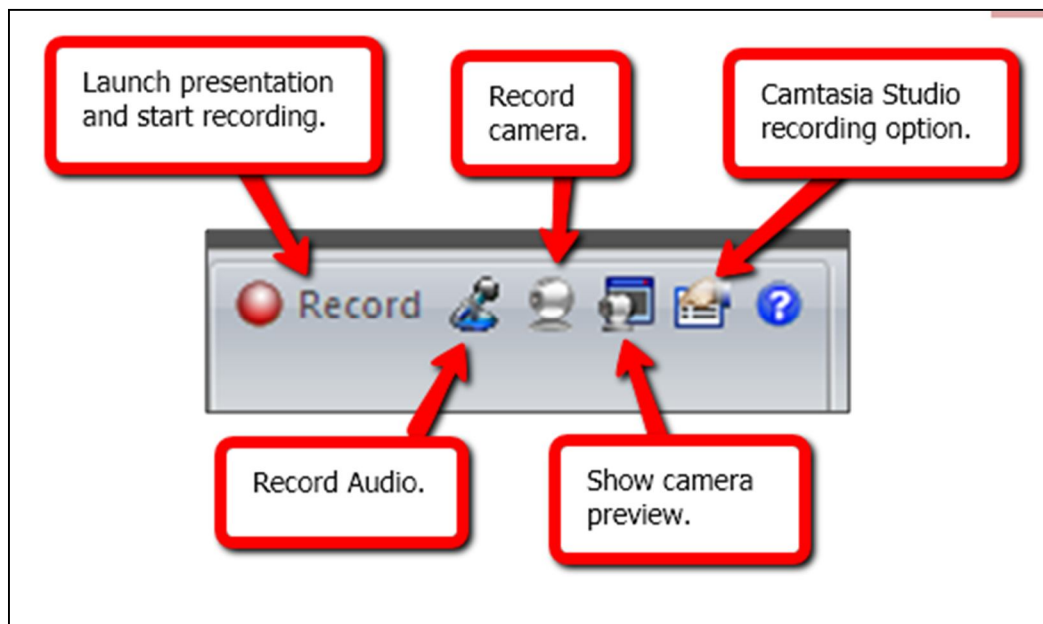 Launch presentation
and start recording.
Record
camera.
Camtasia Studio
recording option.
Record
?
Record Audio.
Show camera
preview.